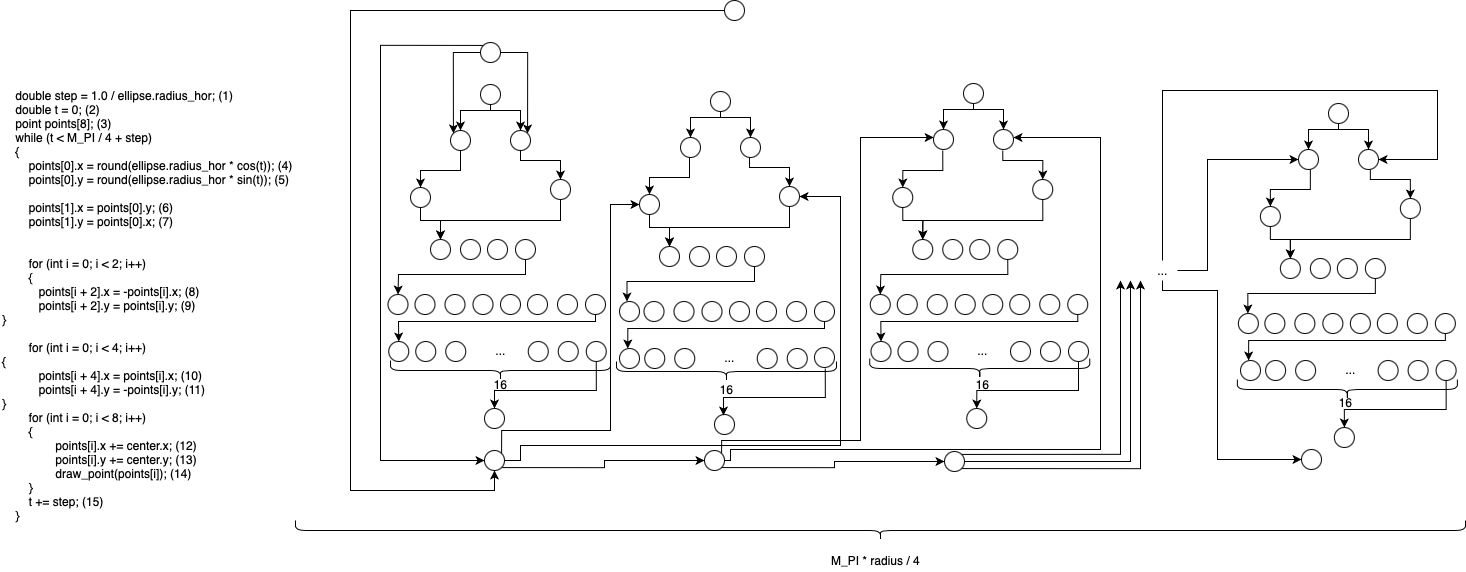 double step = 1.0 / ellipse.radius_hor; (1)
double t = 0; (2)
point points[8]; (3)
while (t < M_PI / 4 + step)
{
points[0].x = round(ellipse.radius_hor * cos(t)); (4)
points[0].y = round(ellipse.radius_hor * sin(t)); (5)
points[1].x = points[0].y; (6)
points[1].y = points[0].x; (7)
for (int i = 0; i < 2; i++)
{
points[i + 2].x = -points[i].x; (8)
points[i + 2].y = points[i].y; (9)
}
for (int i = 0; i < 4; i++)
{
points[i + 4].x = points[i].x; (10)
points[i + 4].y = -points[i].y; (11)
}
for (int i = 0; i < 8; i++)
{
points[i].x += center.x; (12)
points[i].y += center.y; (13)
draw_point(points[i]); (14)
}
t += step; (15)
}
...
...
...
...
...
16
16
16
16
M_PI * radius / 4